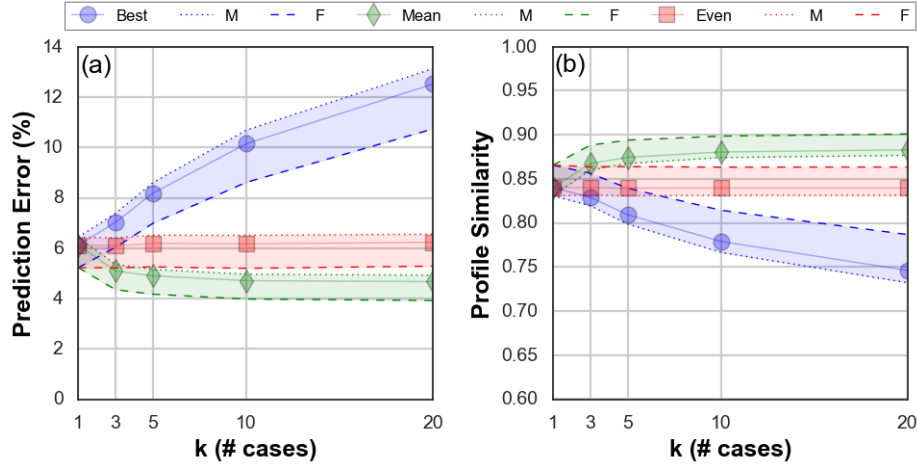 Best M F Mean M F Even M F
(a)
Prediction Error (%)
14
12
10
8
6
4
2
0
1 3 5 10 20
k (# cases)
(b)
Profile Similarity
1.00
0.95
0.90
0.85
0.80
0.75
0.70
0.65
0.60
1 3 5 10 20
k (# cases)